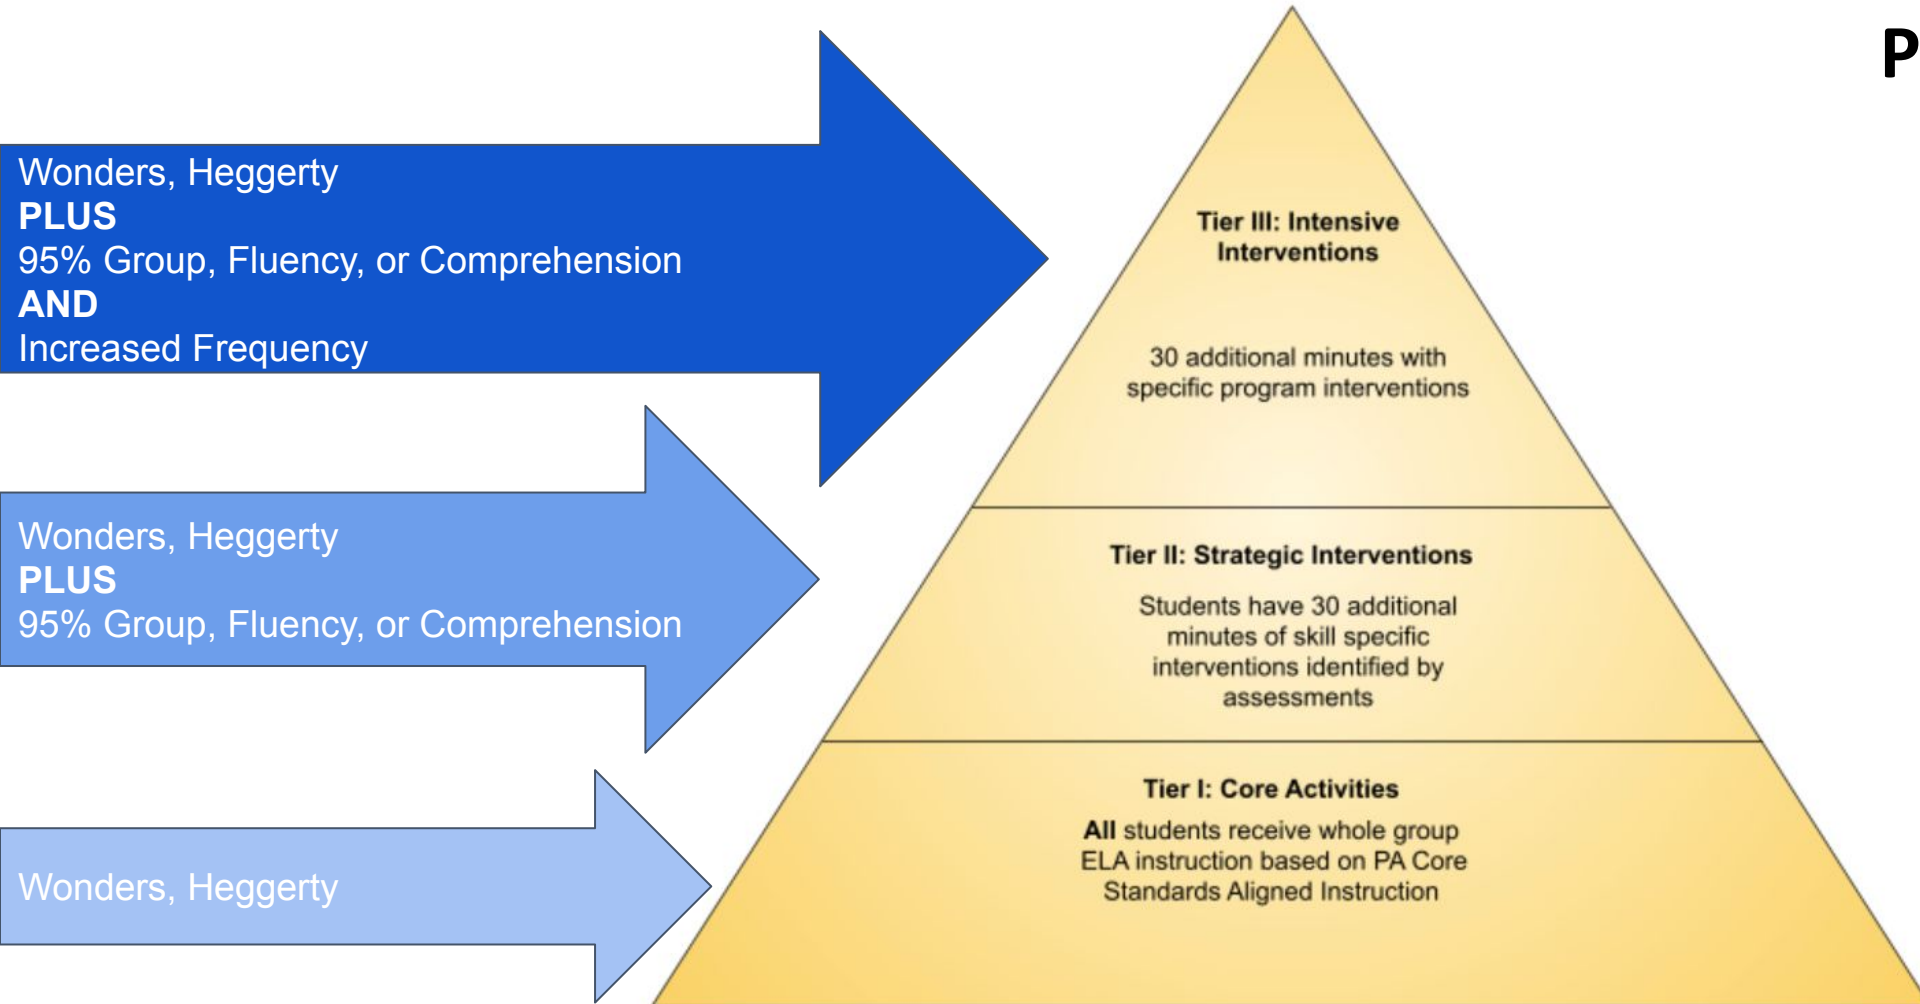 P
Wonders, Heggerty
PLUS
95% Group, Fluency, or Comprehension
AND
Increased Frequency
Tier III: Intensive
Interventions
30 additional minutes with
specific program interventions
Wonders, Heggerty
PLUS
95% Group, Fluency, or Comprehension
Tier II: Strategic Interventions
Students have 30 additional
minutes of skill specific
interventions identified by
assessments
Wonders, Heggerty
Tier I: Core Activities
All students receive whole group
ELA instruction based on PA Core
Standards Aligned Instruction